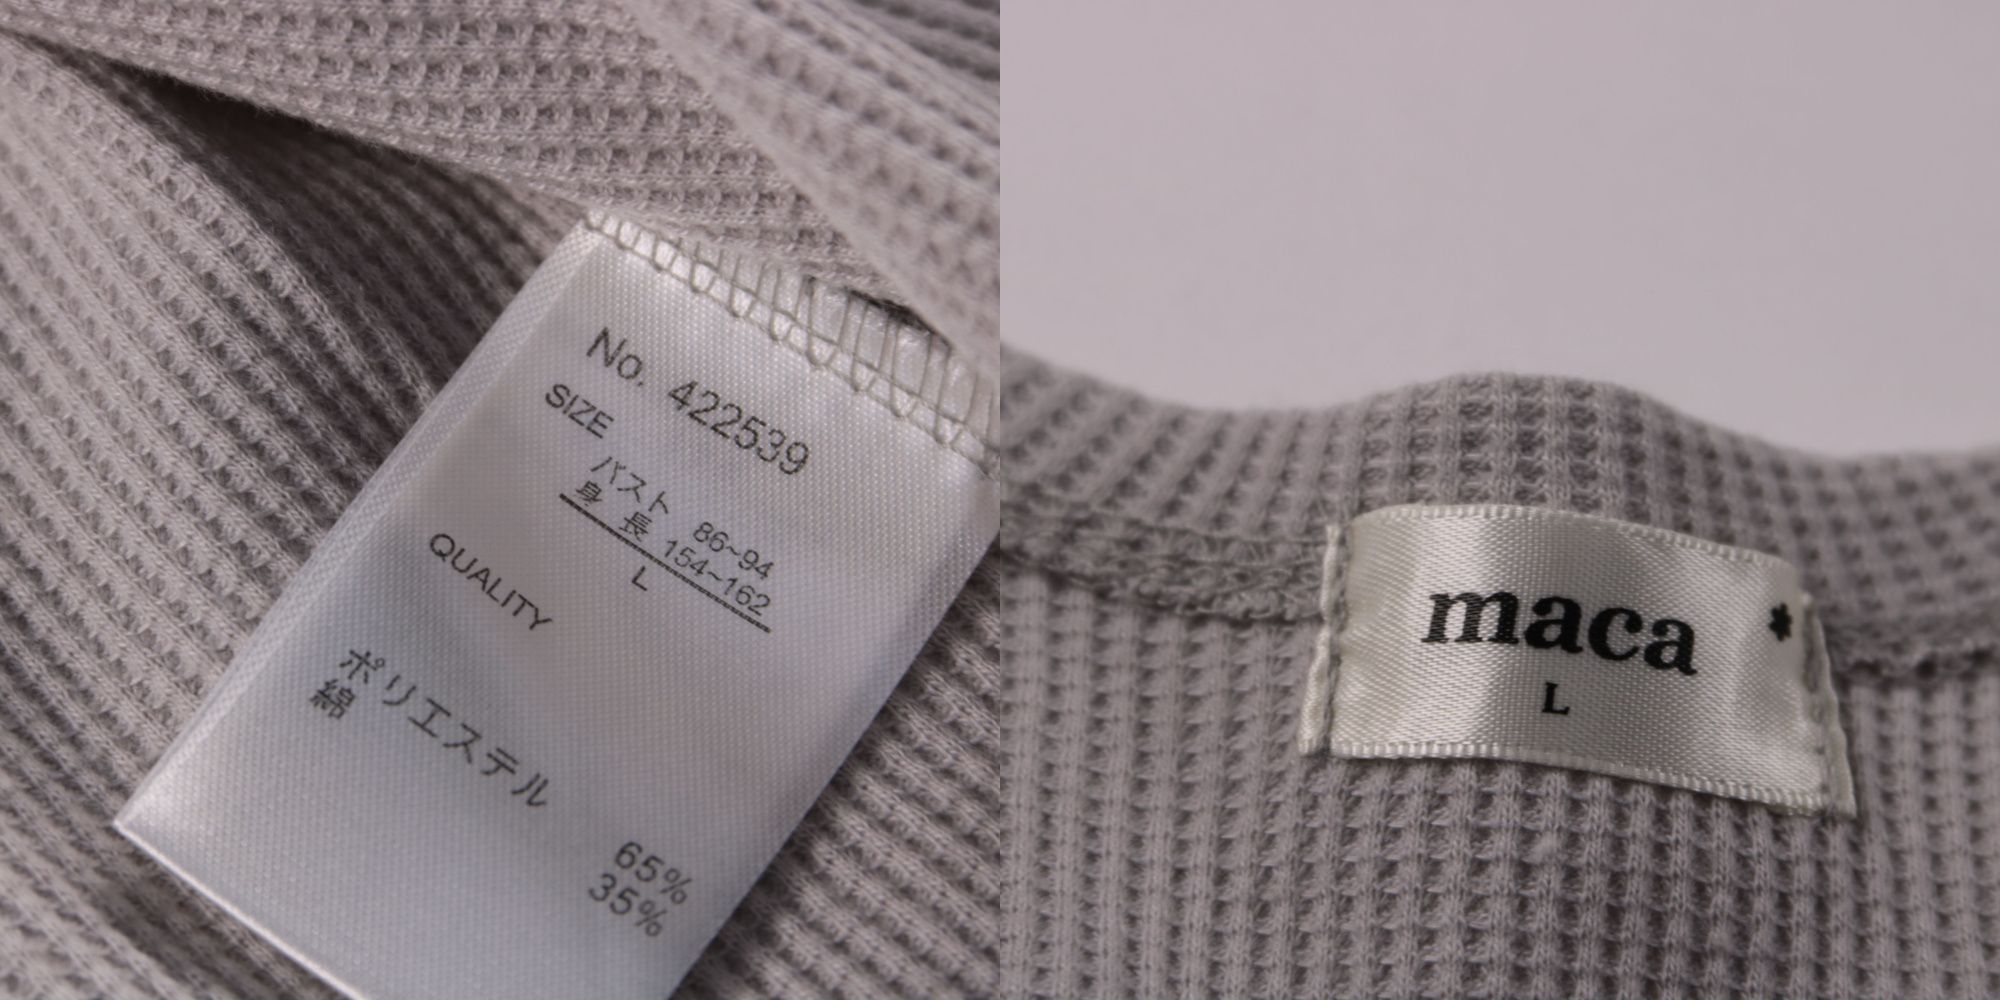 No. 422539
SIZE
バスト 86~94
身 長 154~162
L
QUALITY
ポリエステル 65%
綿 35%
maca *
L